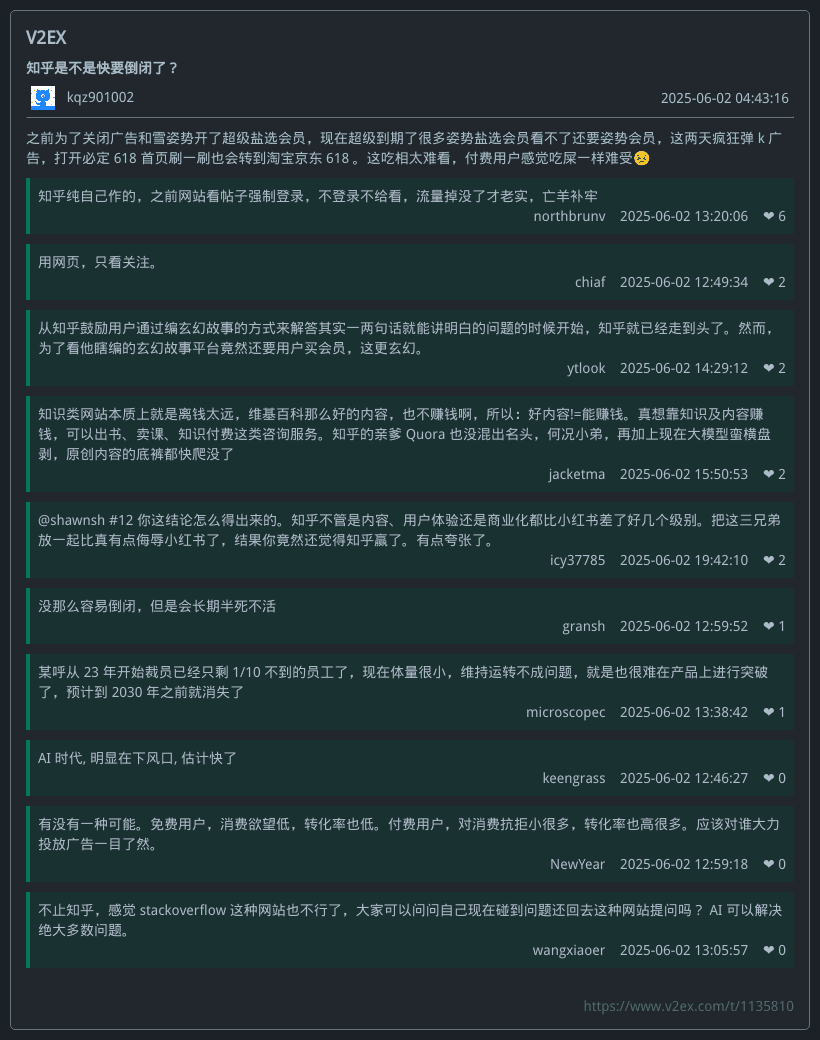 V2EX
知乎是不是快要倒闭了？
kqz901002
2025-06-02 04:43:16
之前为了关闭广告和雪姿势开了超级盐选会员，现在超级到期了很多姿势盐选会员看不了还要姿势会员，这两天疯狂弹 k 广
告，打开必定 618 首页刷一刷也会转到淘宝京东 618 。这吃相太难看，付费用户感觉吃屎一样难受😣
知乎纯自己作的，之前网站看帖子强制登录，不登录不给看，流量掉没了才老实，亡羊补牢
northbrunv 2025-06-02 13:20:06 ❤ 6
用网页，只看关注。
chiaf 2025-06-02 12:49:34 ❤ 2
从知乎鼓励用户通过编玄幻故事的方式来解答其实一两句话就能讲明白的问题的时候开始，知乎就已经走到头了。然而，
为了看他瞎编的玄幻故事平台竟然还要用户买会员，这更玄幻。
ytlook 2025-06-02 14:29:12 ❤ 2
知识类网站本质上就是离钱太远，维基百科那么好的内容，也不赚钱啊，所以：好内容!=能赚钱。真想靠知识及内容赚
钱，可以出书、卖课、知识付费这类咨询服务。知乎的亲爹 Quora 也没混出名头，何况小弟，再加上现在大模型蛮横盘
剥，原创内容的底裤都快爬没了
jacketma 2025-06-02 15:50:53 ❤ 2
@shawnsh #12 你这结论怎么得出来的。知乎不管是内容、用户体验还是商业化都比小红书差了好几个级别。把这三兄弟
放一起比真有点侮辱小红书了，结果你竟然还觉得知乎赢了。有点夸张了。
icy37785 2025-06-02 19:42:10 ❤ 2
没那么容易倒闭，但是会长期半死不活
gransh 2025-06-02 12:59:52 ❤ 1
某呼从 23 年开始裁员已经只剩 1/10 不到的员工了，现在体量很小，维持运转不成问题，就是也很难在产品上进行突破
了，预计到 2030 年之前就消失了
microscopec 2025-06-02 13:38:42 ❤ 1
AI 时代, 明显在下风口, 估计快了
keengrass 2025-06-02 12:46:27 ❤ 0
有没有一种可能。免费用户，消费欲望低，转化率也低。付费用户，对消费抗拒小很多，转化率也高很多。应该对谁大力
投放广告一目了然。
NewYear 2025-06-02 12:59:18 ❤ 0
不止知乎，感觉 stackoverflow 这种网站也不行了，大家可以问问自己现在碰到问题还回去这种网站提问吗？ AI 可以解决
绝大多数问题。
wangxiaoer 2025-06-02 13:05:57 ❤ 0
https://www.v2ex.com/t/1135810